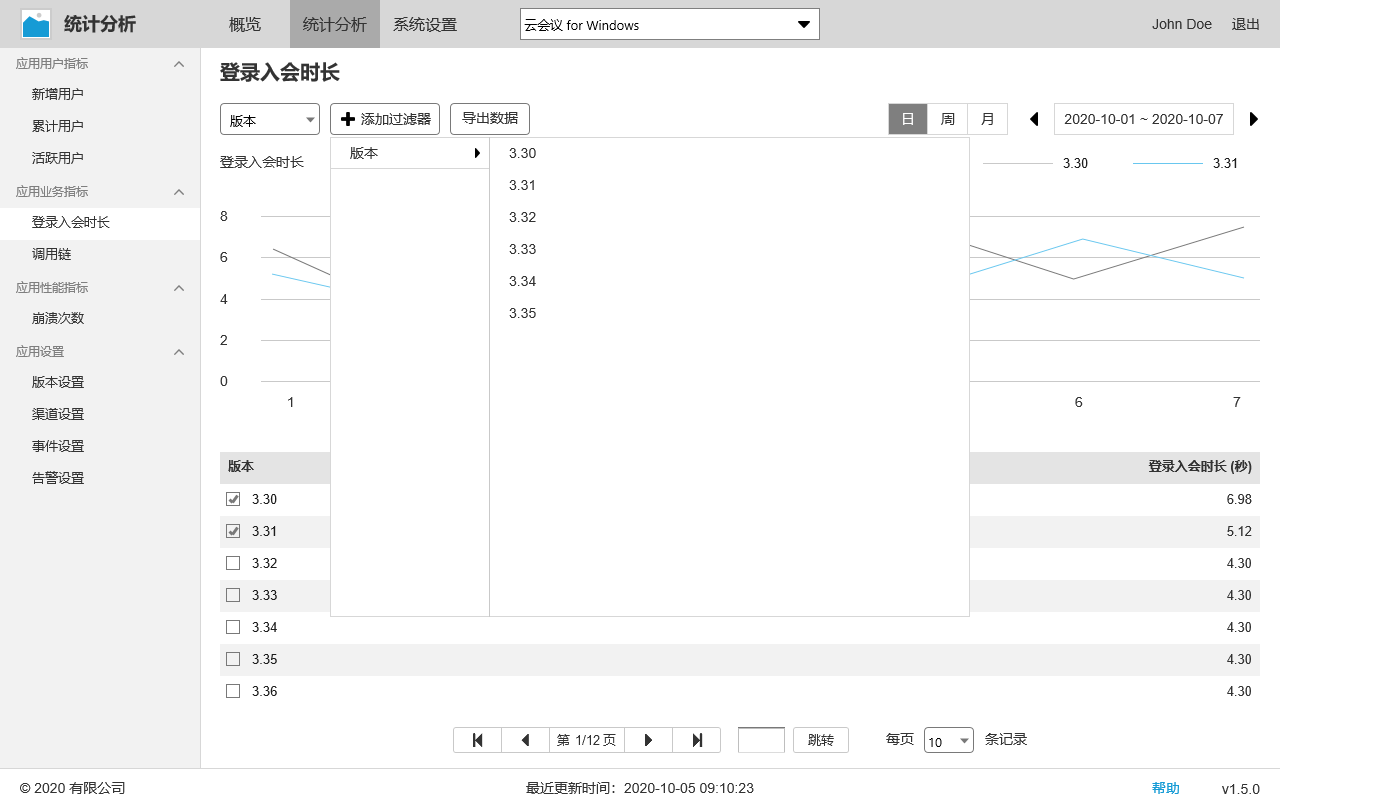 统计分析 概览 统计分析 系统设置 云会议 for Windows John Doe 退出
应用用户指标
新增用户
累计用户
活跃用户
应用业务指标
登录入会时长
调用链
应用性能指标
崩溃次数
应用设置
版本设置
渠道设置
事件设置
告警设置
登录入会时长
版本 添加过滤器 导出数据 日 周 月 2020-10-01 ~ 2020-10-07
版本
3.30
3.31
3.32
3.33
3.34
3.35
登录入会时长 3.30 3.31
8
6
4
2
0
1 6 7
版本 登录入会时长 (秒)
3.30 6.98
3.31 5.12
3.32 4.30
3.33 4.30
3.34 4.30
3.35 4.30
3.36 4.30
第 1/12 页 跳转 每页 10 条记录
© 2020 有限公司 最近更新时间：2020-10-05 09:10:23 帮助 v1.5.0